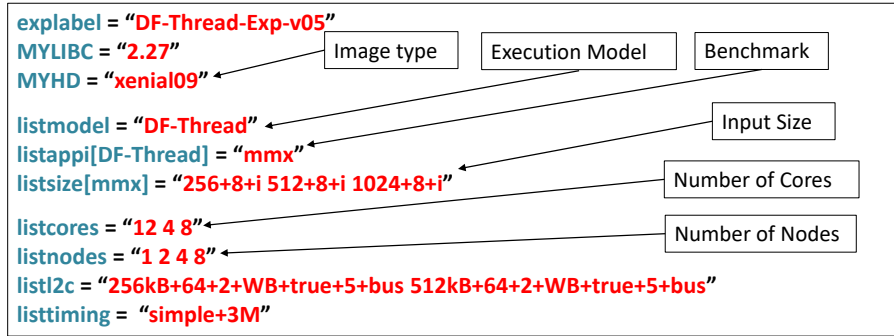 explabel = “DF-Thread-Exp-v05”
MYLIBC = “2.27”
MYHD = “xenial09”
Image type
Execution Model
Benchmark
listmodel = “DF-Thread”
listappi[DF-Thread] = “mmx”
listsize[mmx] = “256+8+i 512+8+i 1024+8+i”
Input Size
listcores = “12 4 8”
listnodes = “1 2 4 8”
Number of Cores
Number of Nodes
listl2c = “256kB+64+2+WB+true+5+bus 512kB+64+2+WB+true+5+bus”
listtiming = “simple+3M”